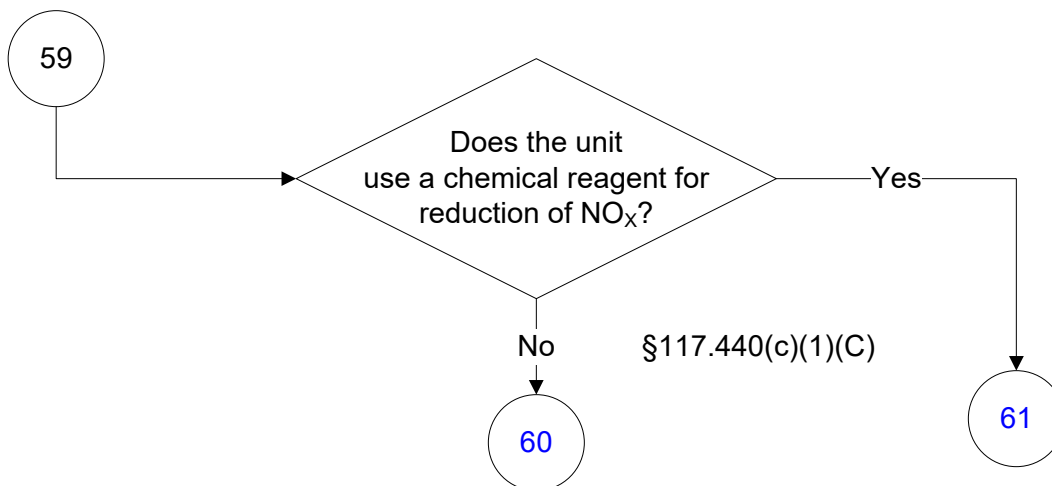 59
Does the unit
use a chemical reagent for
reduction of NOX?
Yes
No
§117.440(c)(1)(C)
60
61